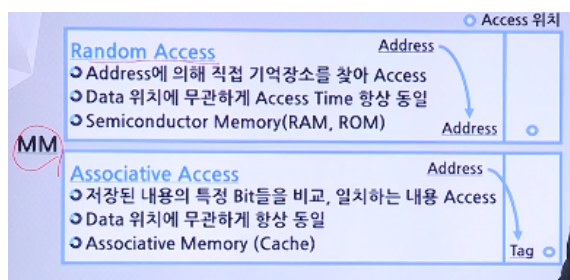 Access 위치
Random Access
Address
Address에 의해 직접 기억장소를 찾아 Access
Data 위치에 무관하게 Access Time 항상 동일
Semiconductor Memory(RAM, ROM)
Address
MM
Associative Access
Address
저장된 내용의 특정 Bit들을 비교, 일치하는 내용 Access
Data 위치에 무관하게 항상 동일
Associative Memory (Cache)
Tag